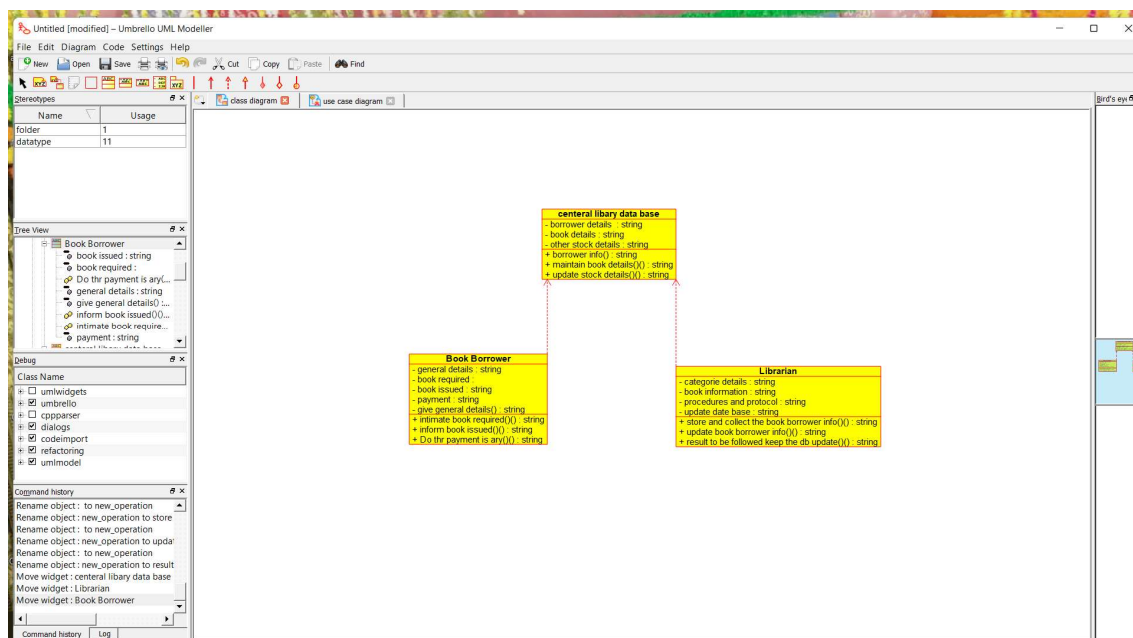 Untitled [modified] – Umbrello UML Modeller
File Edit Diagram Code Settings Help
New Open Save Cut Copy Paste Find
Stereotypes
class diagram use case diagram
Bird's ey
Name Usage
folder 1
datatype 11
Tree View
Book Borrower
book issued : string
book required :
Do thr payment is ary(...
general details : string
give general details() :...
inform book issued()()...
intimate book require...
payment : string
centeral libary data base
Debug
Class Name
umlwidgets
umbrello
cppparser
dialogs
codeimport
refactoring
umlmodel
Command history
Rename object : to new_operation
Rename object : new_operation to store
Rename object : to new_operation
Rename object : new_operation to upda
Rename object : to new_operation
Rename object : new_operation to result
Move widget : centeral libary data base
Move widget : Librarian
Move widget : Book Borrower
Command history Log
centeral libary data base
- borrower details : string
- book details : string
- other stock details : string
+ borrower info() : string
+ maintain book details()() : string
+ update stock details()() : string
Book Borrower
- general details : string
- book required :
- book issued : string
- payment : string
- give general details() : string
+ intimate book required()() : string
+ inform book issued()() : string
+ Do thr payment is ary()() : string
Librarian
- categorie details : string
- book information : string
- procedures and protocol : string
- update date base : string
+ store and collect the book borrower info()() : string
+ update book borrower info()() : string
+ result to be followed keep the db update()() : string